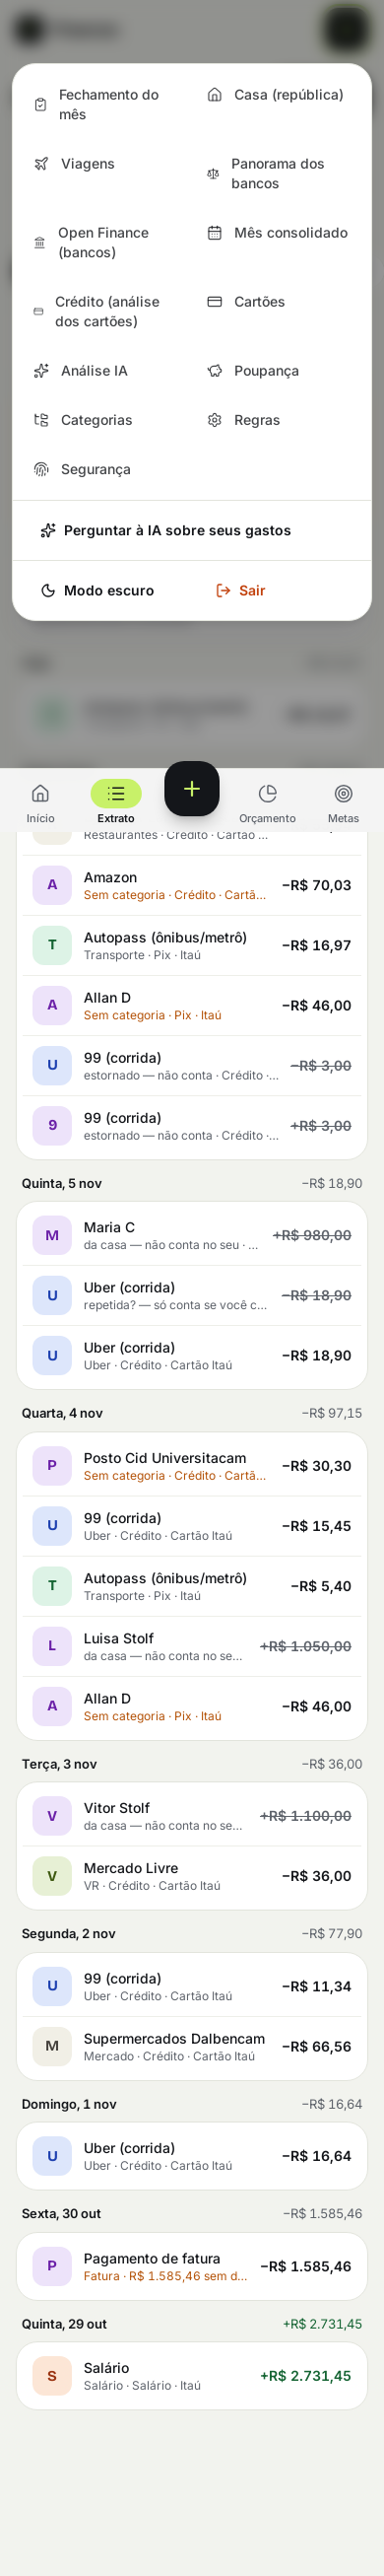 Fechamento do
mês
Casa (república)
Viagens
Panorama dos
bancos
Open Finance
(bancos)
Mês consolidado
Crédito (análise
dos cartões)
Cartões
Análise IA
Poupança
Categorias
Regras
Segurança
Perguntar à IA sobre seus gastos
Modo escuro
Sair
Início
Extrato
Orçamento
Metas
Restaurantes · Crédito · Cartão ...
A
Amazon
−R$ 70,03
Sem categoria · Crédito · Cartã...
T
Autopass (ônibus/metrô)
−R$ 16,97
Transporte · Pix · Itaú
A
Allan D
−R$ 46,00
Sem categoria · Pix · Itaú
U
99 (corrida)
−R$ 3,00
estornado — não conta · Crédito ·...
9
99 (corrida)
+R$ 3,00
estornado — não conta · Crédito ·...
Quinta, 5 nov
−R$ 18,90
M
Maria C
+R$ 980,00
da casa — não conta no seu · ...
U
Uber (corrida)
−R$ 18,90
repetida? — só conta se você c...
U
Uber (corrida)
−R$ 18,90
Uber · Crédito · Cartão Itaú
Quarta, 4 nov
−R$ 97,15
P
Posto Cid Universitacam
−R$ 30,30
Sem categoria · Crédito · Cartã...
U
99 (corrida)
−R$ 15,45
Uber · Crédito · Cartão Itaú
T
Autopass (ônibus/metrô)
−R$ 5,40
Transporte · Pix · Itaú
L
Luisa Stolf
+R$ 1.050,00
da casa — não conta no se...
A
Allan D
−R$ 46,00
Sem categoria · Pix · Itaú
Terça, 3 nov
−R$ 36,00
V
Vitor Stolf
+R$ 1.100,00
da casa — não conta no se...
V
Mercado Livre
−R$ 36,00
VR · Crédito · Cartão Itaú
Segunda, 2 nov
−R$ 77,90
U
99 (corrida)
−R$ 11,34
Uber · Crédito · Cartão Itaú
M
Supermercados Dalbencam
−R$ 66,56
Mercado · Crédito · Cartão Itaú
Domingo, 1 nov
−R$ 16,64
U
Uber (corrida)
−R$ 16,64
Uber · Crédito · Cartão Itaú
Sexta, 30 out
−R$ 1.585,46
P
Pagamento de fatura
−R$ 1.585,46
Fatura · R$ 1.585,46 sem d...
Quinta, 29 out
+R$ 2.731,45
S
Salário
+R$ 2.731,45
Salário · Salário · Itaú